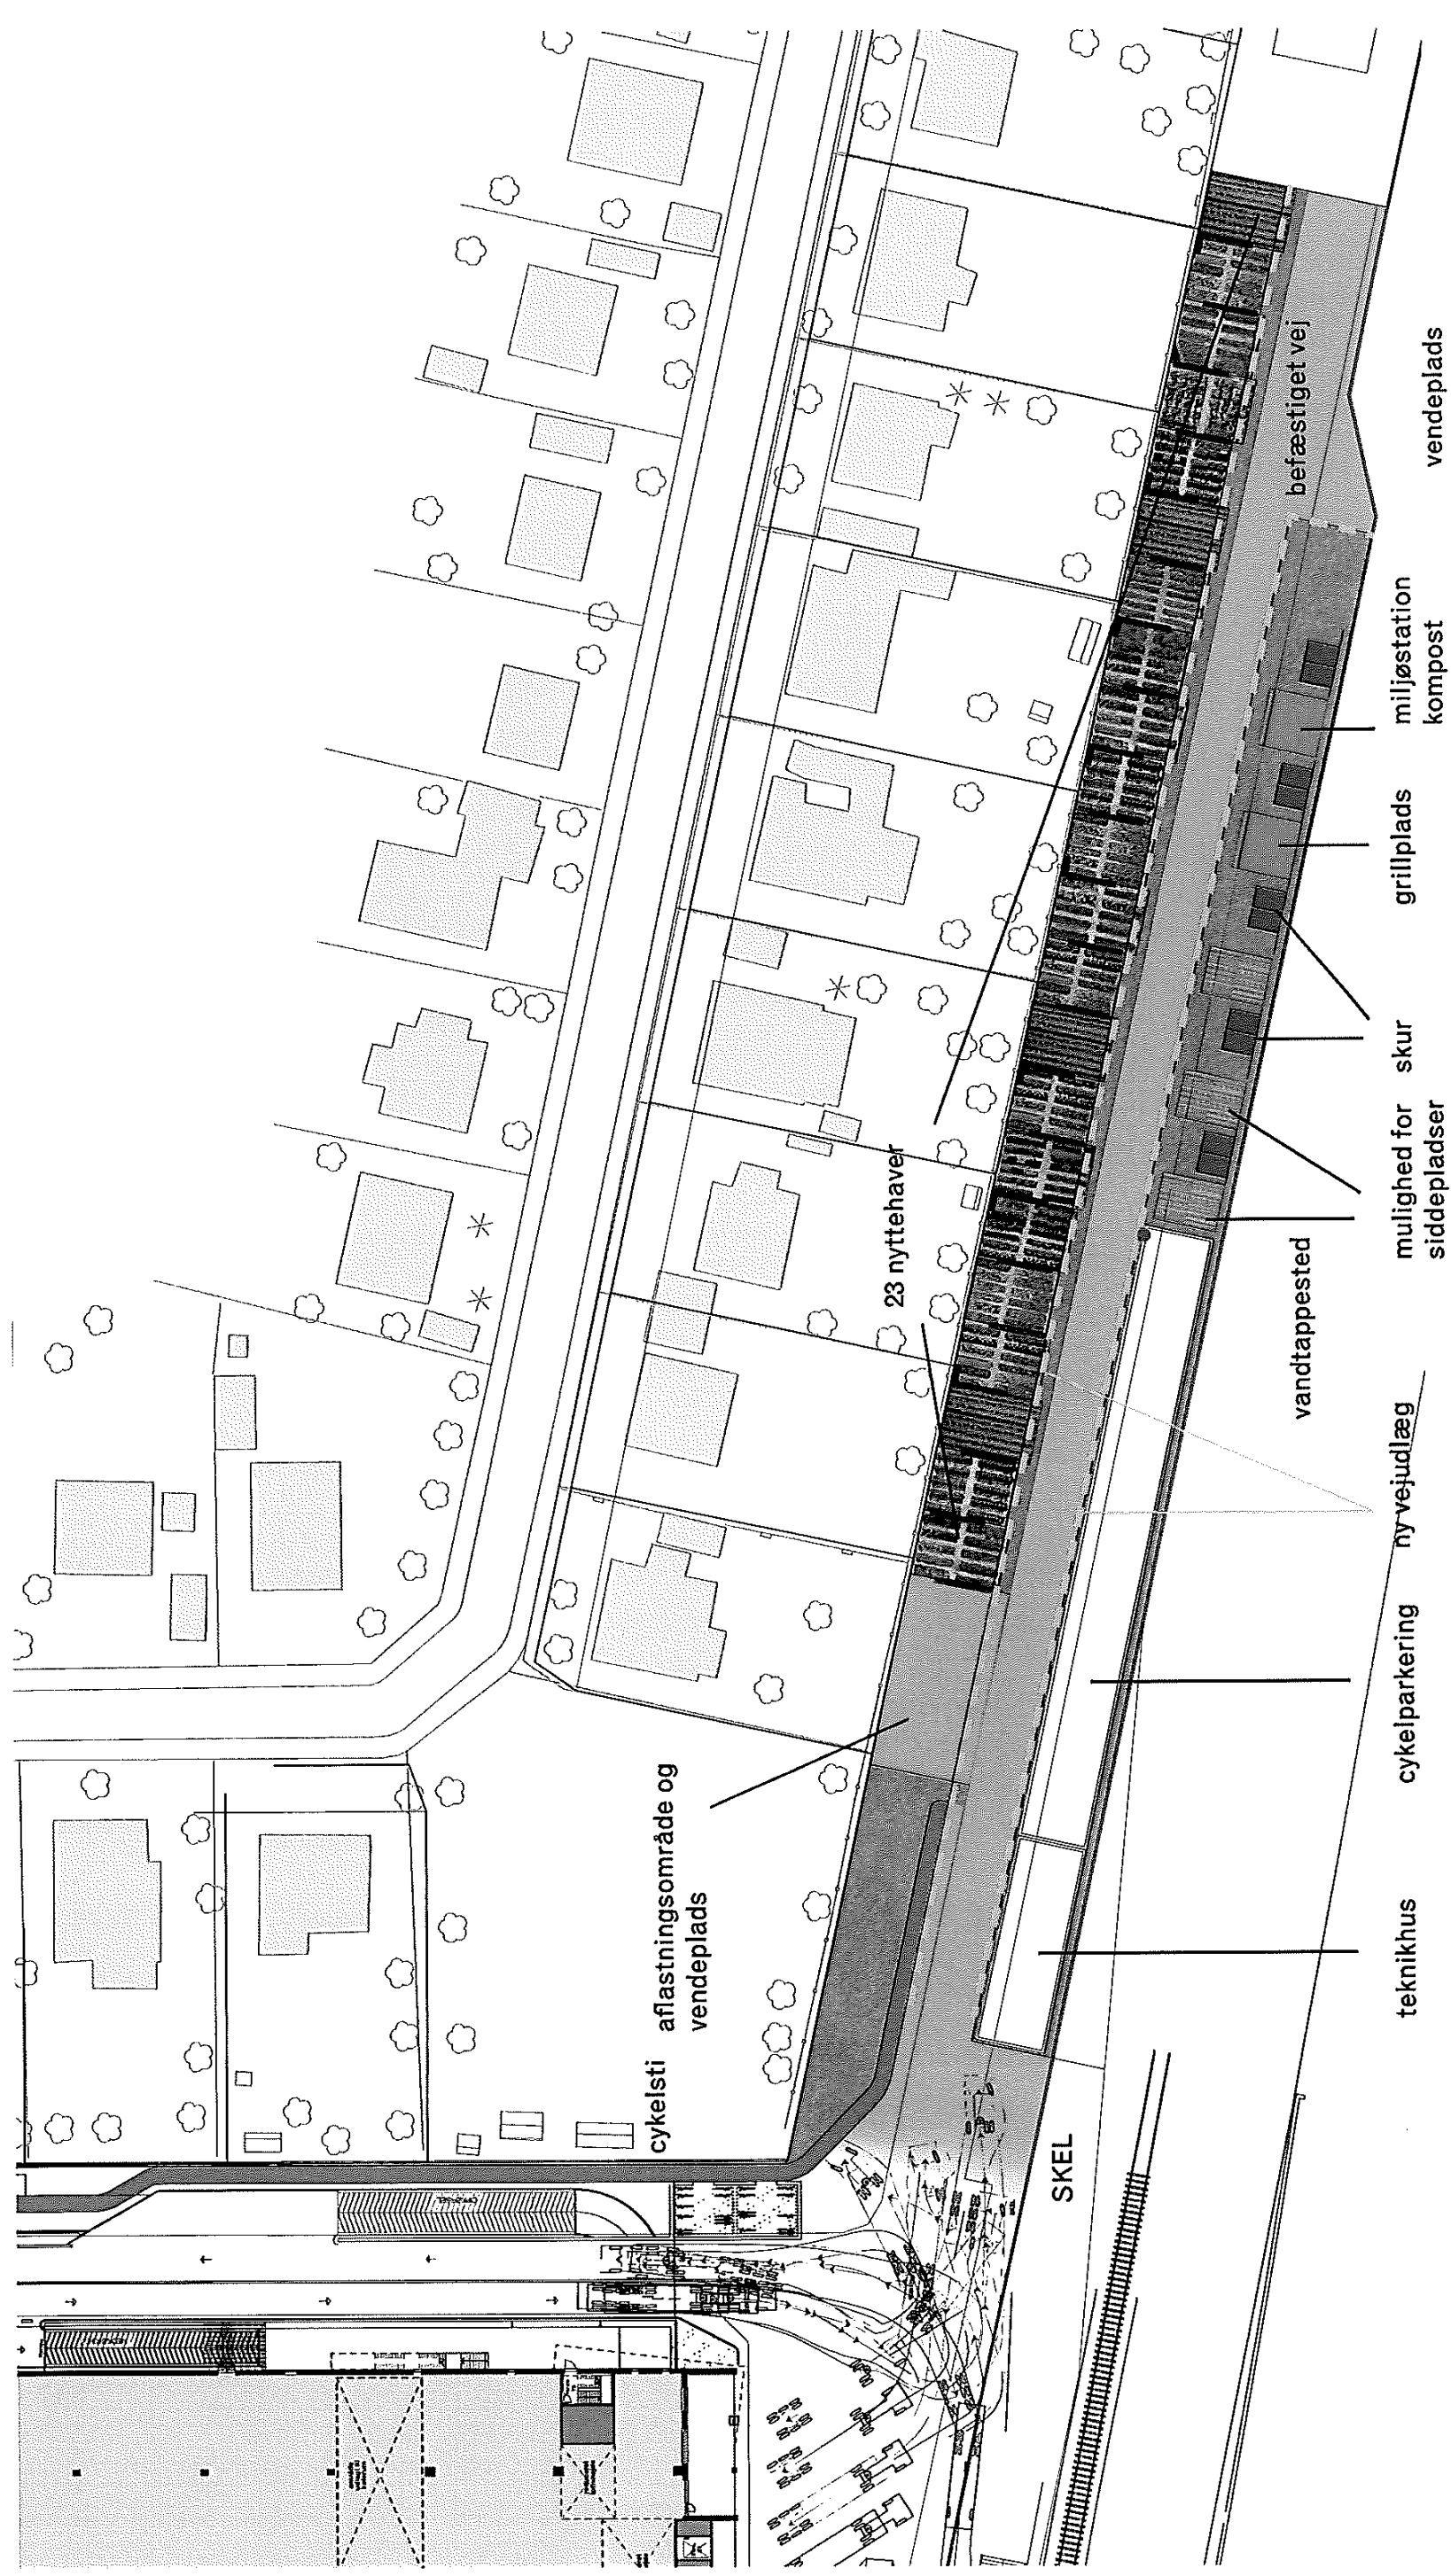 23 nyttehaver
aflastningsområde og
vendeplads
cykelsti
SKEL
befæstiget vej
teknikhus
cykelparkering
ny vejudlæg
vandtappested
mulighed for
siddepladser
skur
grillplads
miljøstation
kompost
vendeplads